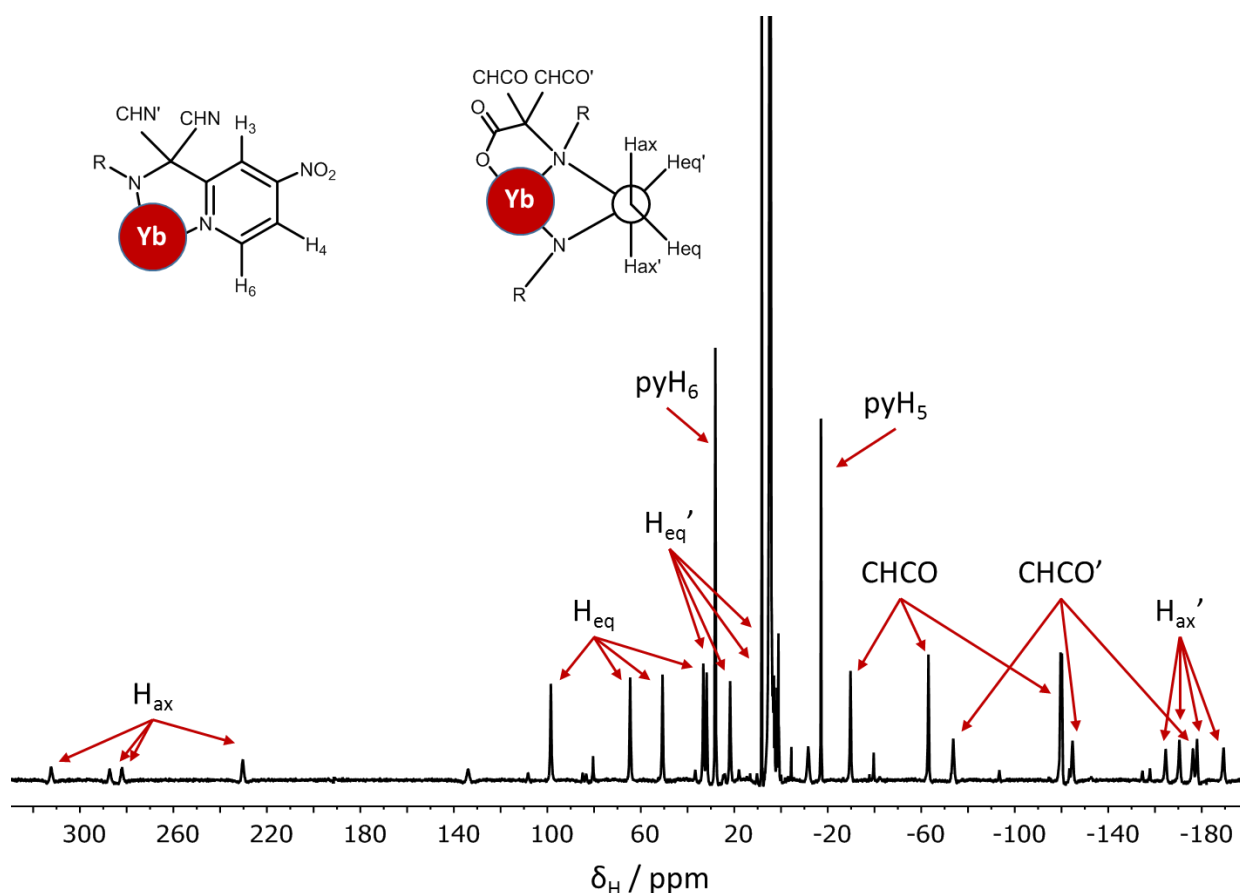 CHN' CHN
H3
R
NO2
N
Yb
N
H4
H6
CHCO CHCO'
O
R
O
N
Hax
Heq'
Yb
N
Heq
Hax'
R
pyH6
pyH5
Heq'
Heq
CHCO
CHCO'
Hax'
Hax
300 260 220 180 140 100 60 20 -20 -60 -100 -140 -180
δH / ppm